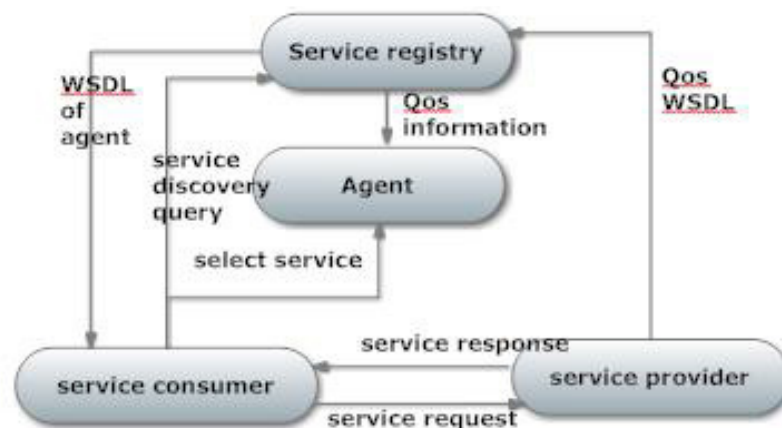 Service registry
WSDL
of
agent
Qos
WSDL
Qos
information
service
discovery
query
Agent
select service
service response
service consumer
service provider
service request